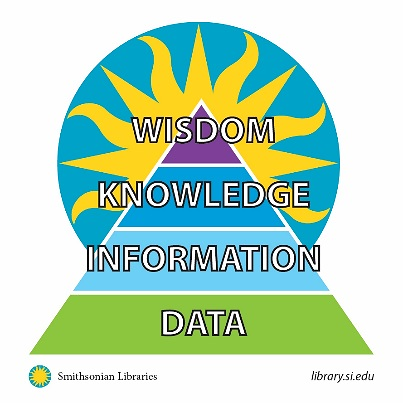 WISDOM
KNOWLEDGE
INFORMATION
DATA
Smithsonian Libraries
library.si.edu